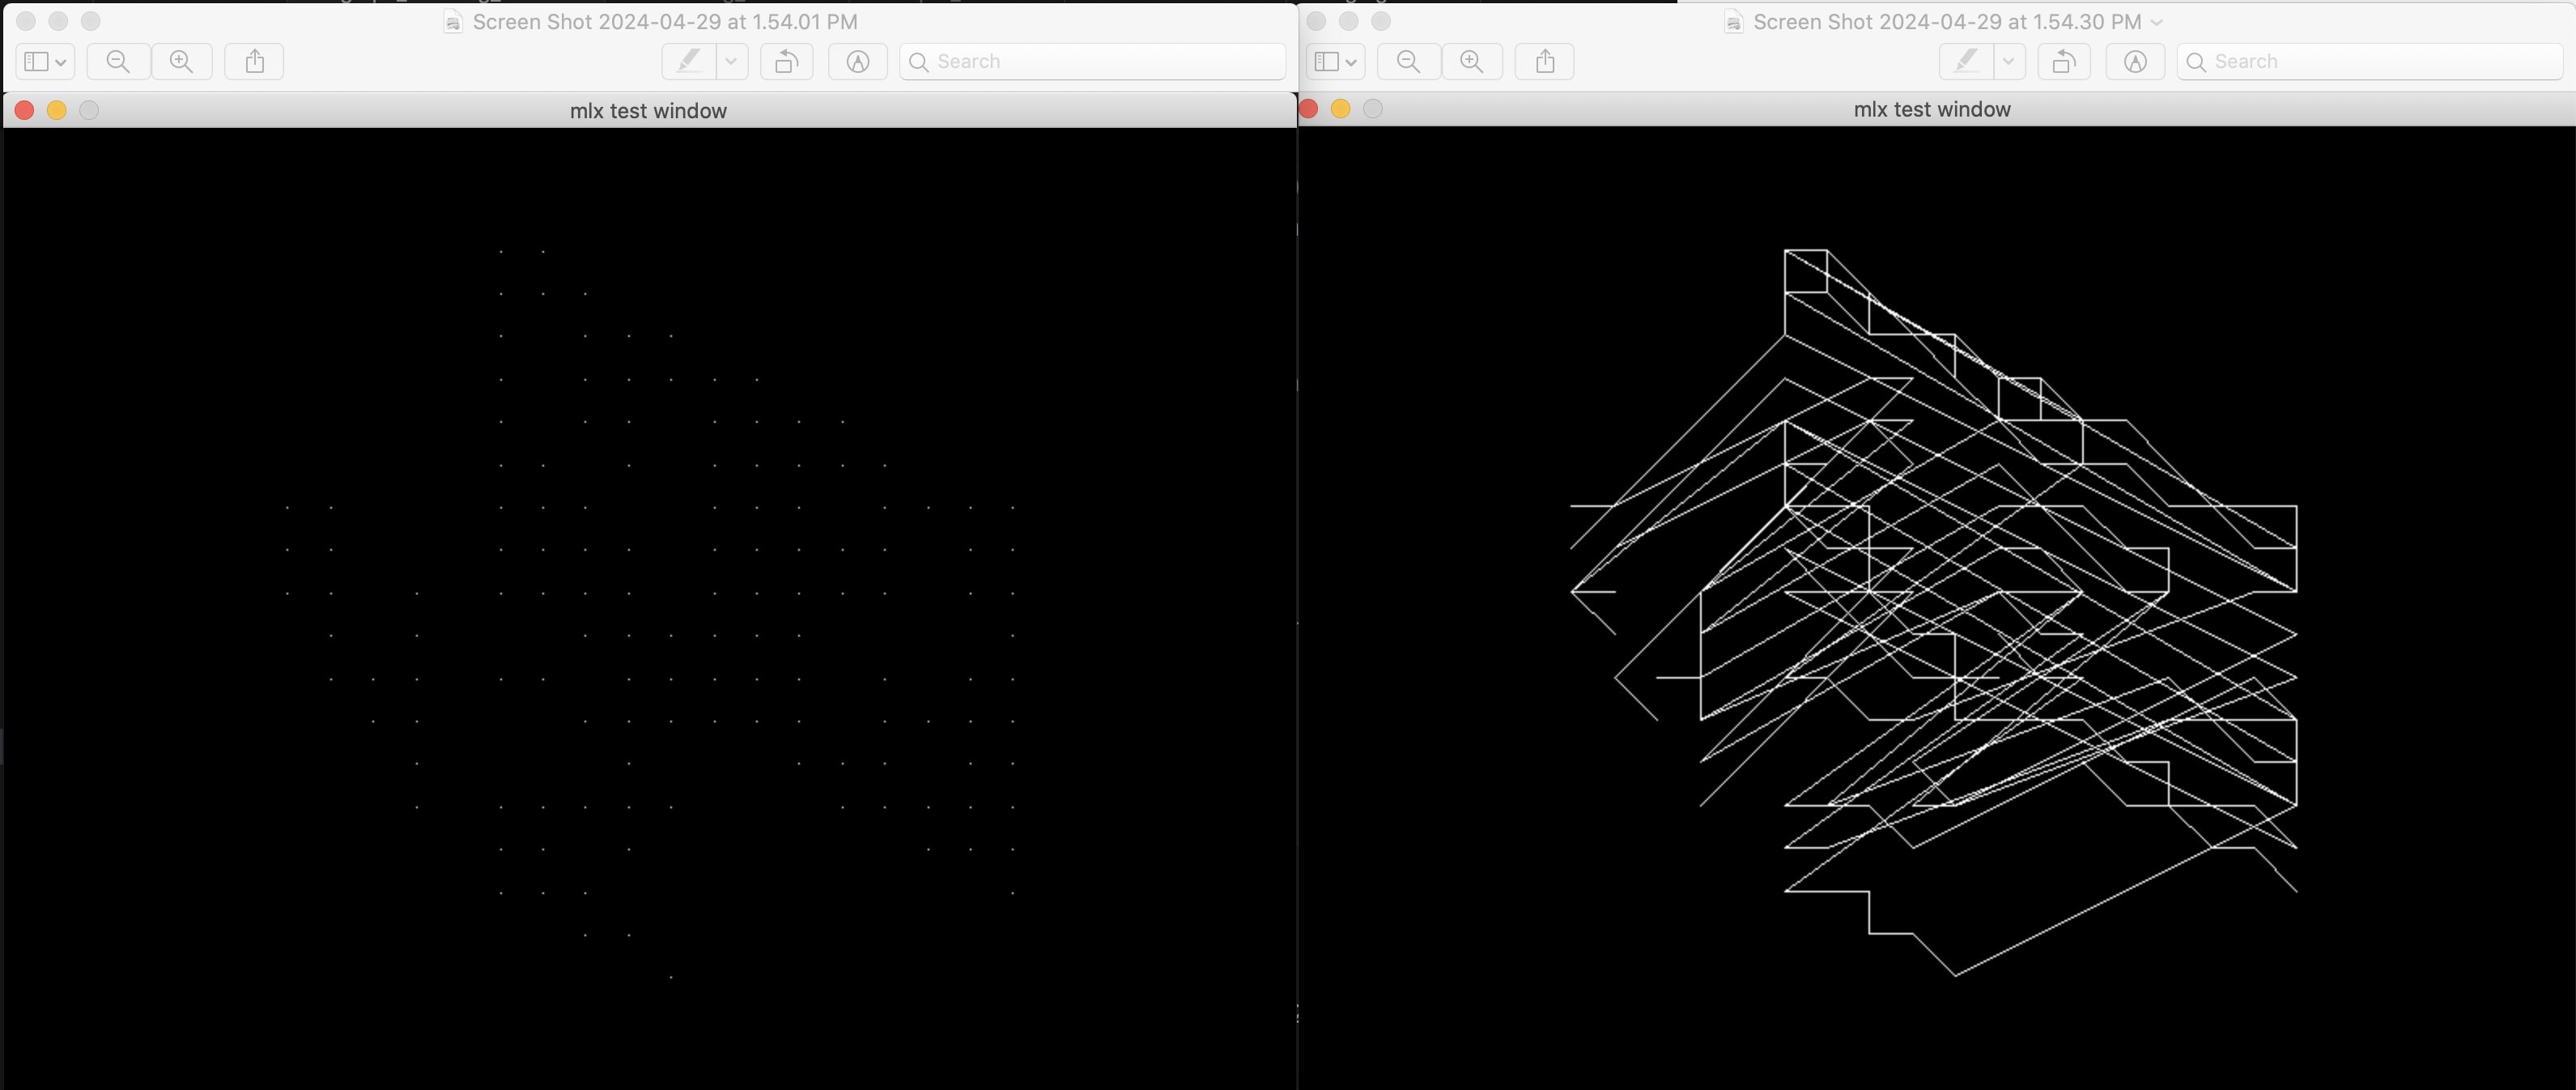 Screen Shot 2024-04-29 at 1.54.01 PM
Search
mlx test window
Screen Shot 2024-04-29 at 1.54.30 PM
Search
mlx test window